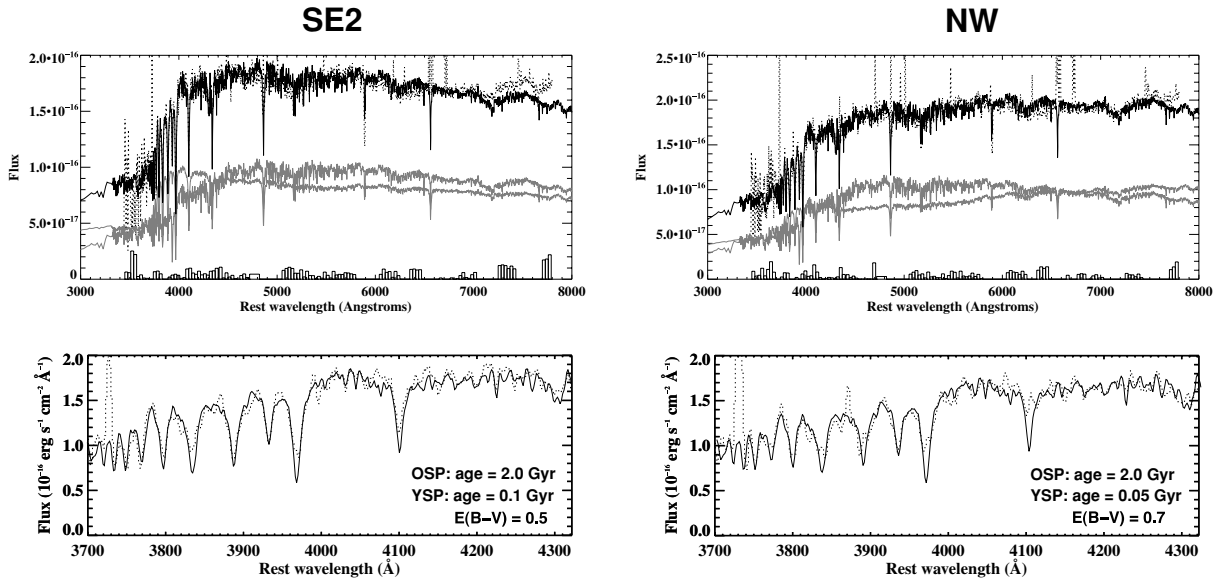 SE2
2.0•10⁻¹⁶
1.5•10⁻¹⁶
1.0•10⁻¹⁶
5.0•10⁻¹⁷
0
Flux
3000 4000 5000 6000 7000 8000
Rest wavelength (Angstroms)
NW
2.5•10⁻¹⁶
2.0•10⁻¹⁶
1.5•10⁻¹⁶
1.0•10⁻¹⁶
5.0•10⁻¹⁷
0
Flux
3000 4000 5000 6000 7000 8000
Rest wavelength (Angstroms)
2.0
1.5
1.0
0.5
0.0
Flux (10⁻¹⁶ erg s⁻¹ cm⁻² Å⁻¹)
OSP: age = 2.0 Gyr
YSP: age = 0.1 Gyr
E(B−V) = 0.5
3700 3800 3900 4000 4100 4200 4300
Rest wavelength (Å)
2.0
1.5
1.0
0.5
0.0
Flux (10⁻¹⁶ erg s⁻¹ cm⁻² Å⁻¹)
OSP: age = 2.0 Gyr
YSP: age = 0.05 Gyr
E(B−V) = 0.7
3700 3800 3900 4000 4100 4200 4300
Rest wavelength (Å)